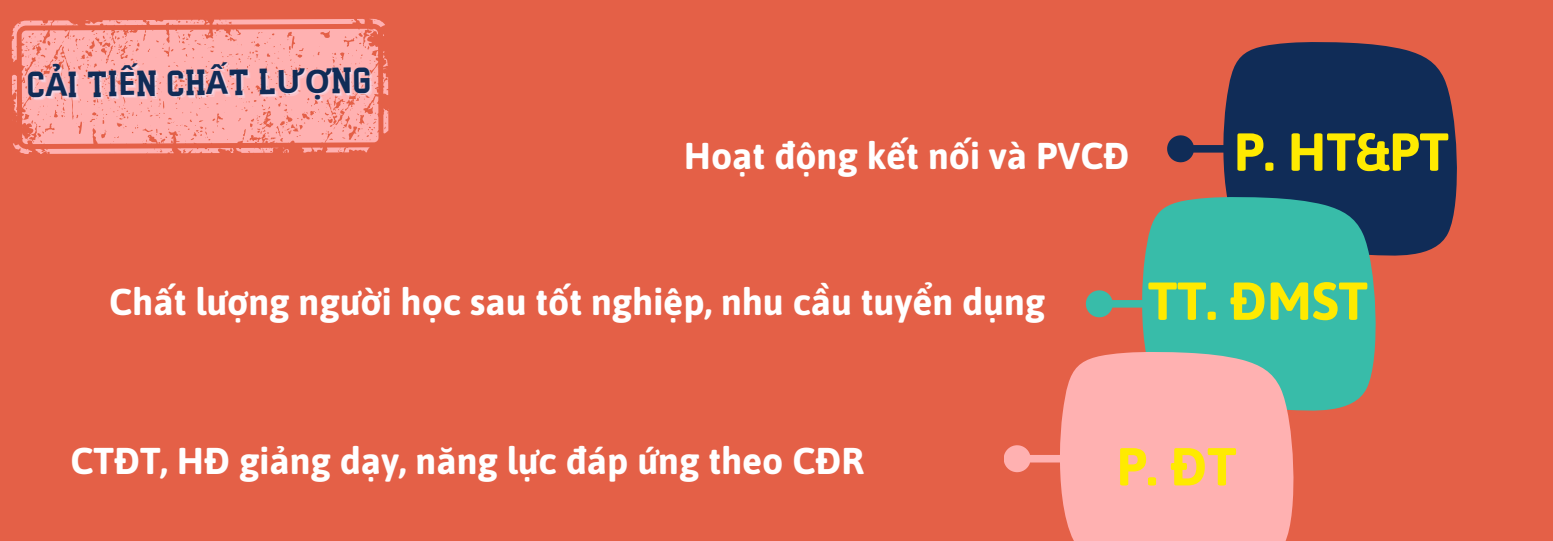 CẢI TIẾN CHẤT LƯỢNG
Hoạt động kết nối và PVCĐ
P. HT&PT
Chất lượng người học sau tốt nghiệp, nhu cầu tuyển dụng
TT. ĐMST
CTĐT, HĐ giảng dạy, năng lực đáp ứng theo CĐR
P. ĐT